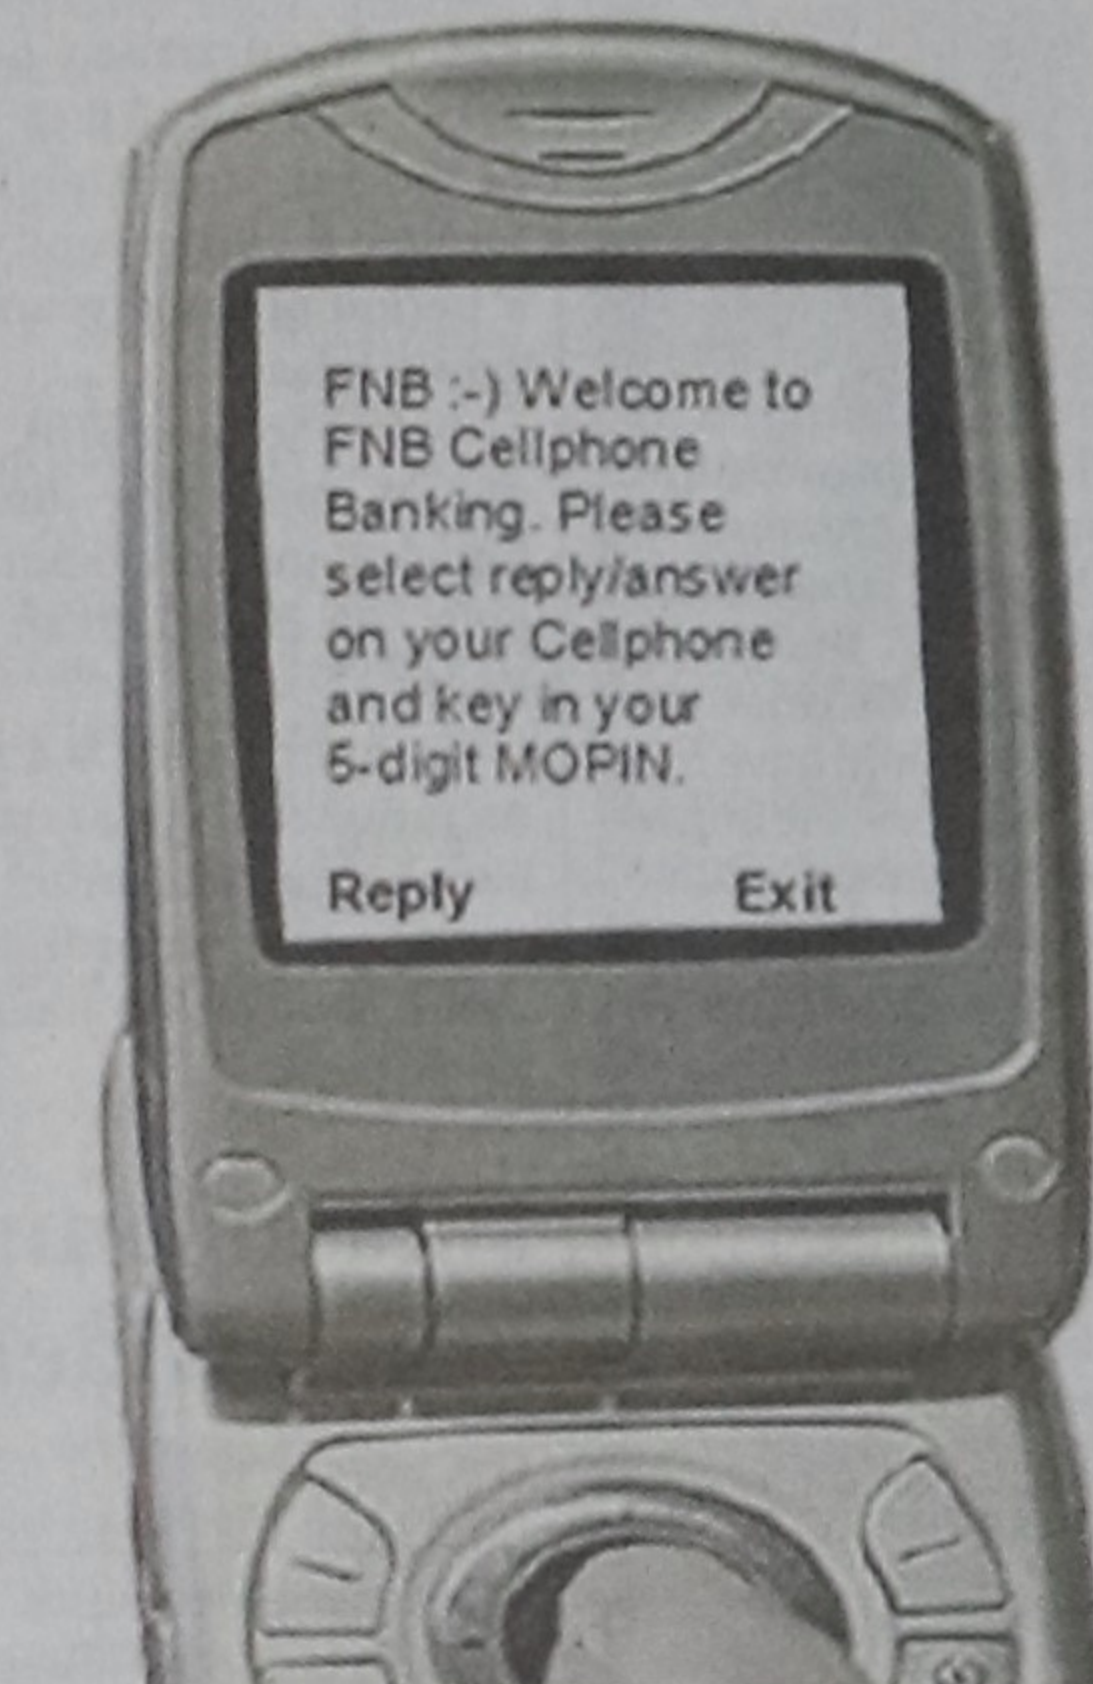 FNB :-) Welcome to
FNB Cellphone
Banking. Please
select reply/answer
on your Cellphone
and key in your
5-digit MOPIN.
Reply Exit